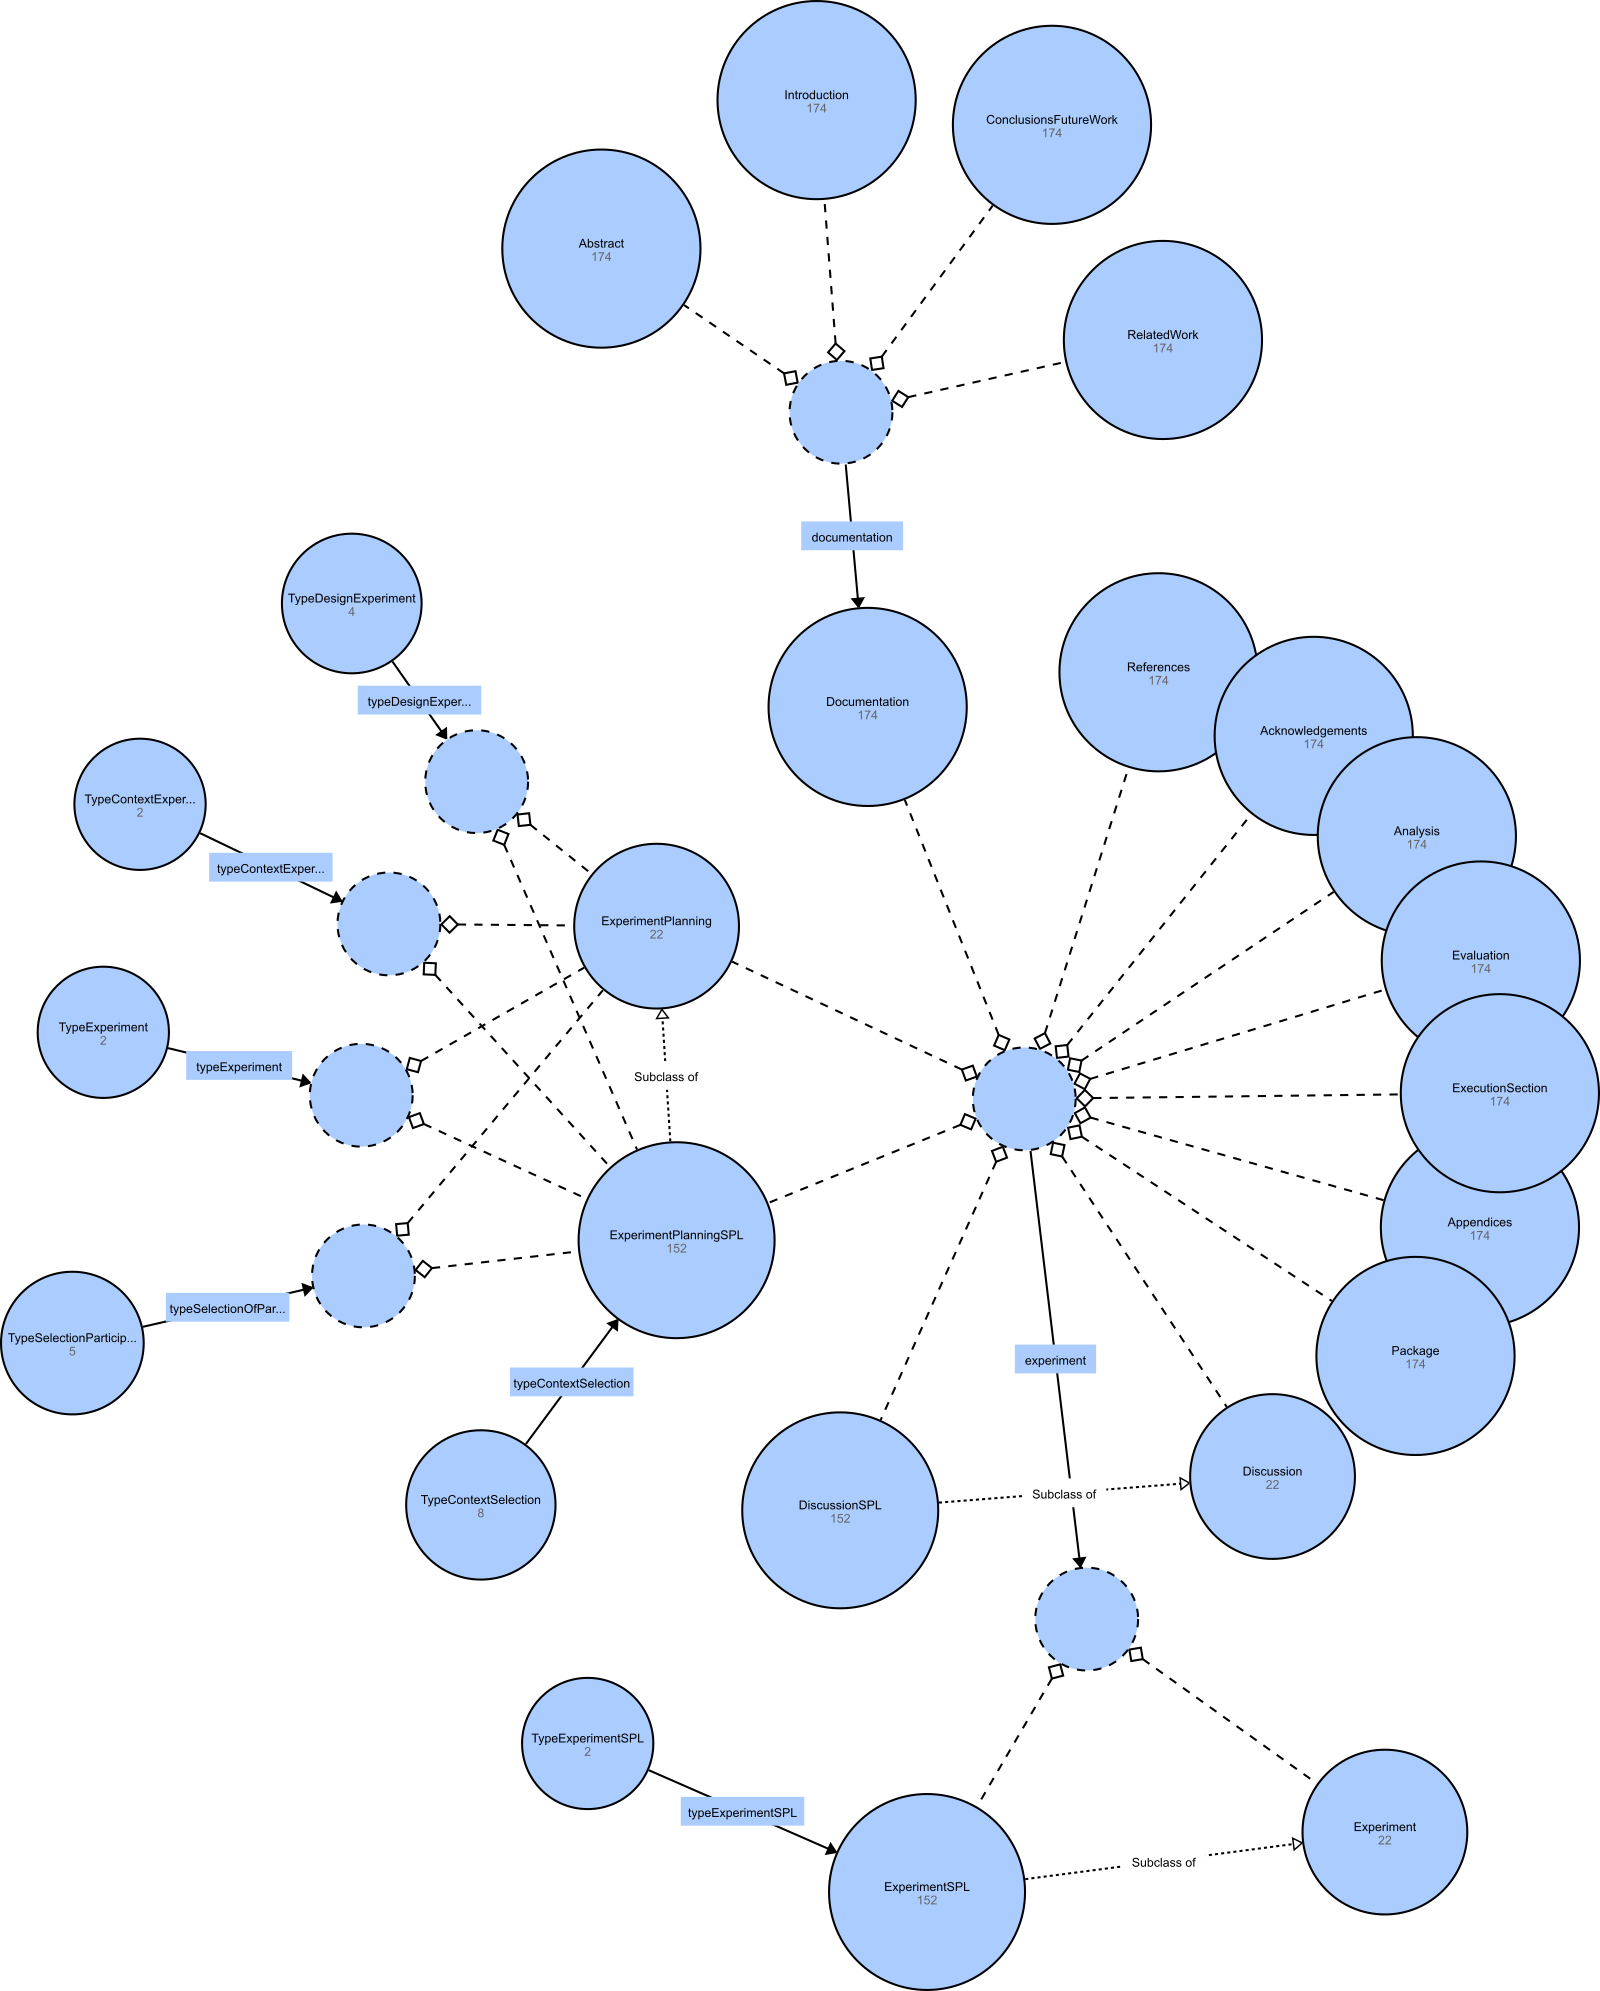 Introduction
174
ConclusionsFutureWork
174
Abstract
174
RelatedWork
174
documentation
TypeDesignExperiment
4
References
174
typeDesignExper...
Documentation
174
Acknowledgements
174
TypeContextExper...
2
Analysis
174
typeContextExper...
ExperimentPlanning
22
Evaluation
174
TypeExperiment
2
typeExperiment
Subclass of
ExecutionSection
174
ExperimentPlanningSPL
152
Appendices
174
typeSelectionOfPar...
TypeSelectionParticip...
5
experiment
Package
174
typeContextSelection
Discussion
22
TypeContextSelection
8
Subclass of
DiscussionSPL
152
TypeExperimentSPL
2
typeExperimentSPL
Experiment
22
Subclass of
ExperimentSPL
152